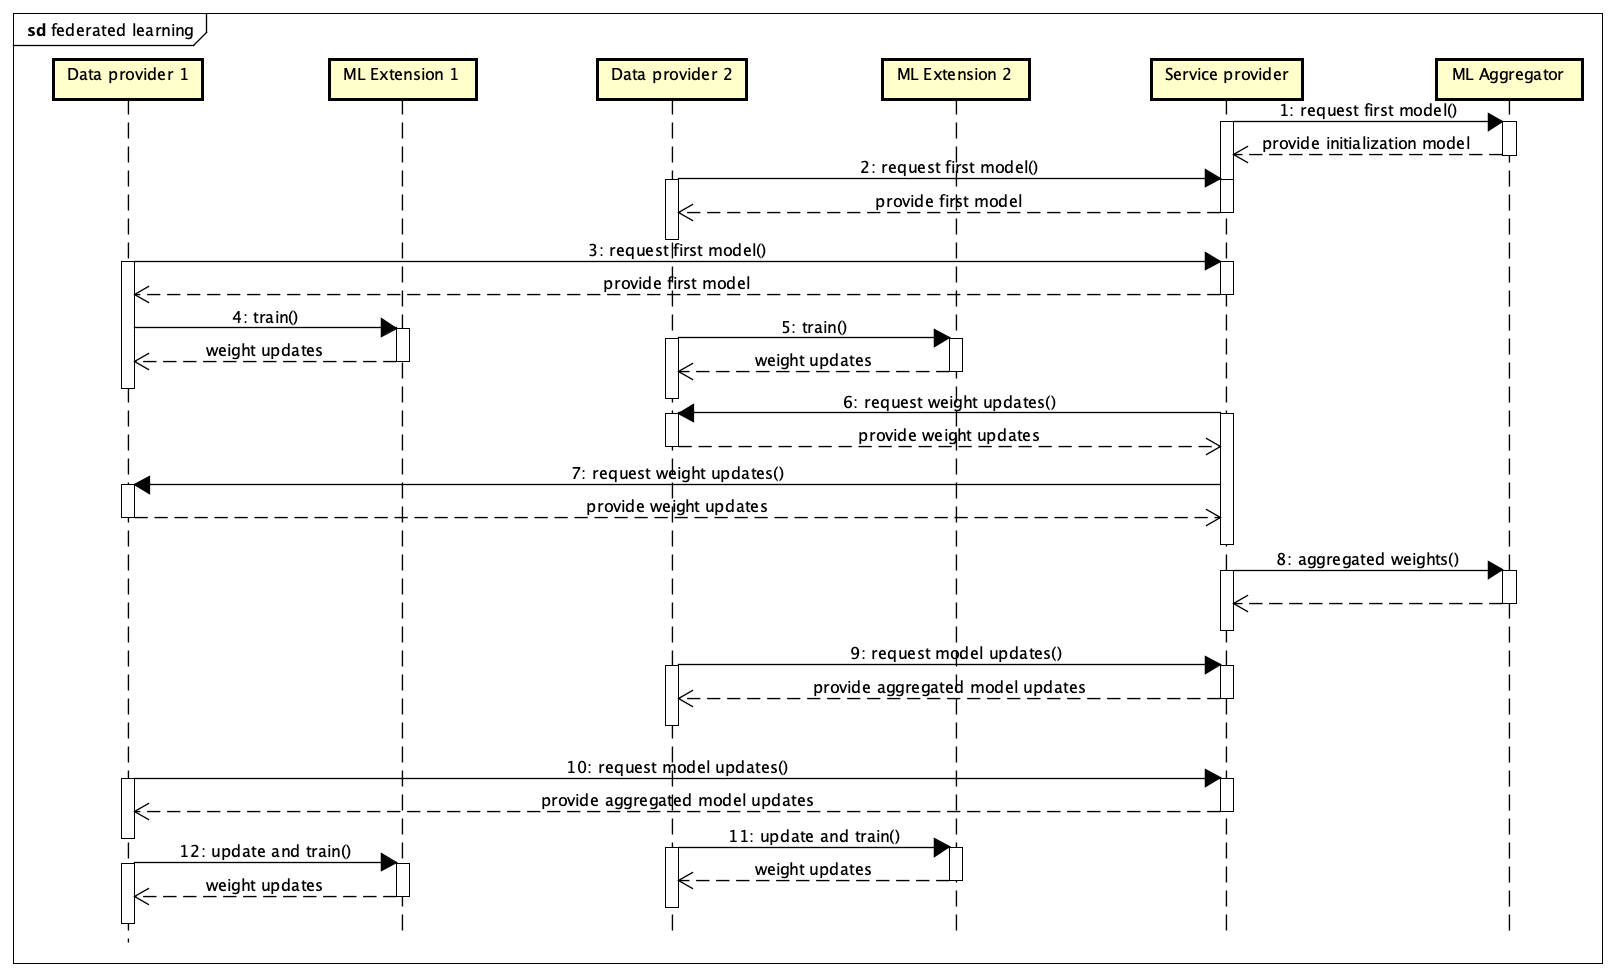 sd federated learning
Data provider 1
ML Extension 1
Data provider 2
ML Extension 2
Service provider
ML Aggregator
1: request first model()
provide initialization model
2: request first model()
provide first model
3: request first model()
provide first model
4: train()
5: train()
weight updates
weight updates
6: request weight updates()
provide weight updates
7: request weight updates()
provide weight updates
8: aggregated weights()
9: request model updates()
provide aggregated model updates
10: request model updates()
provide aggregated model updates
11: update and train()
12: update and train()
weight updates
weight updates